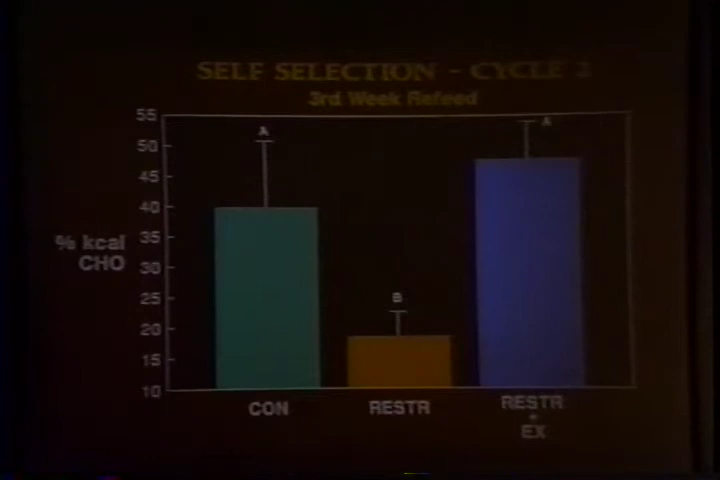 SELF SELECTION - CYCLE 2
3rd Week Refeed
55
50
45
40
35
30
25
20
15
10
% kcal
CHO
A
B
A
CON
RESTR
RESTR
+
EX